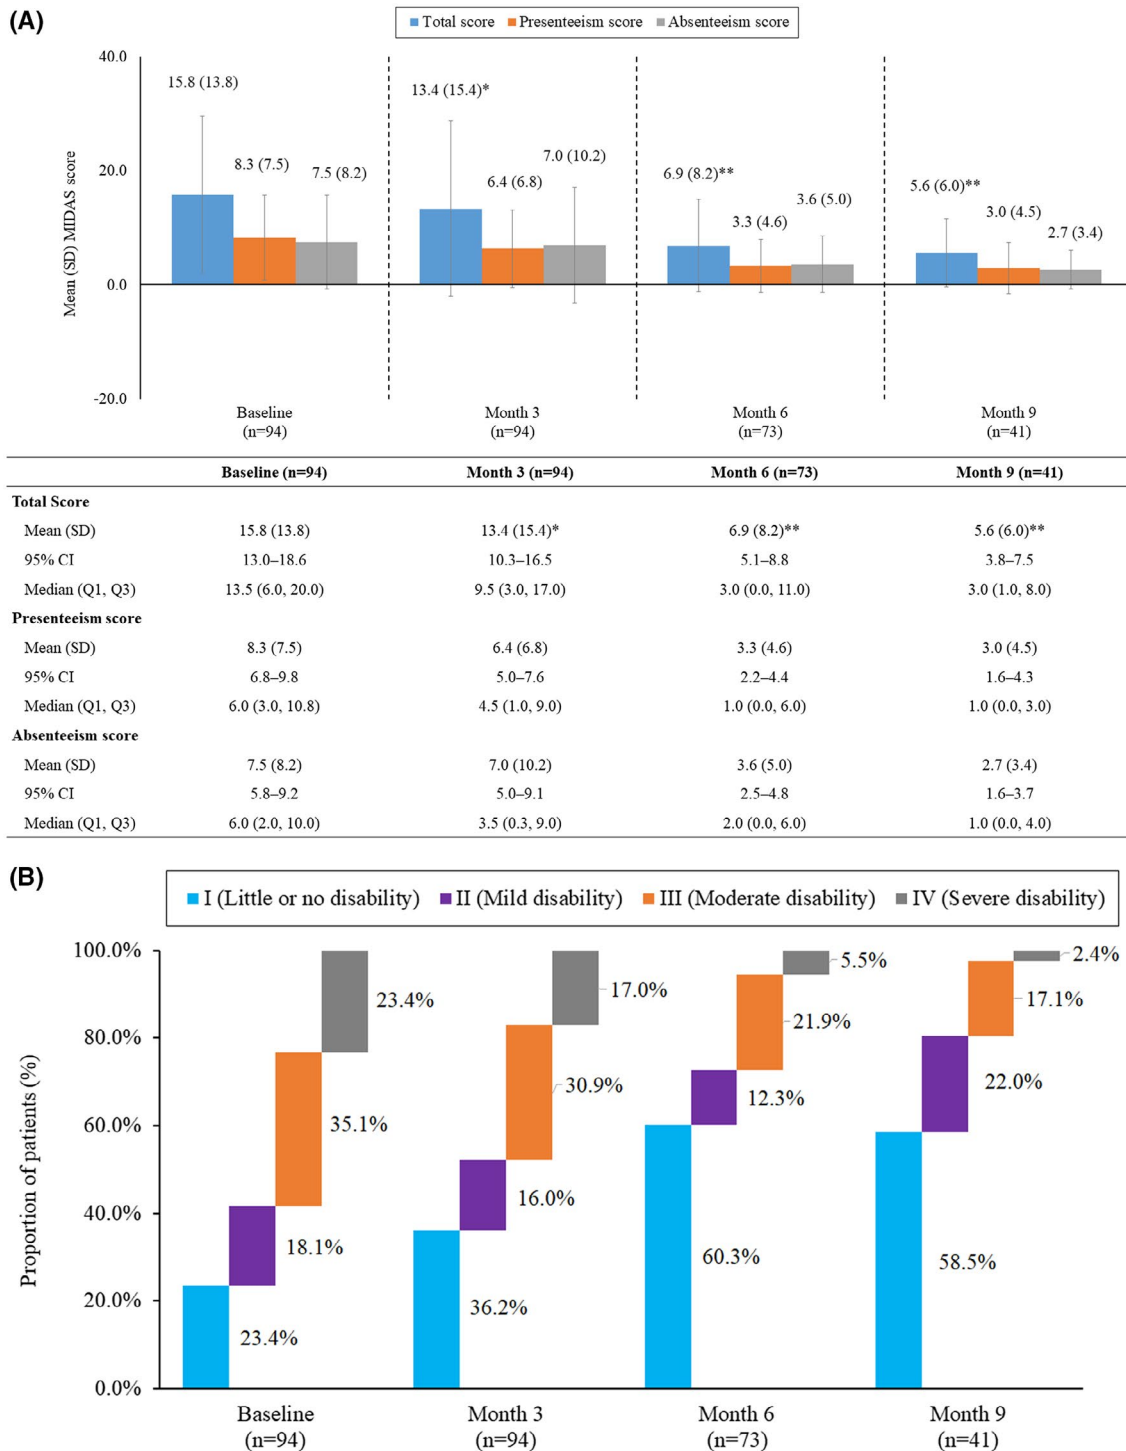 (A)
Total score Presenteeism score Absenteeism score
Mean (SD) MIDAS score
40.0
20.0
0.0
-20.0
15.8 (13.8)
8.3 (7.5)
7.5 (8.2)
13.4 (15.4)*
6.4 (6.8)
7.0 (10.2)
6.9 (8.2)**
3.3 (4.6)
3.6 (5.0)
5.6 (6.0)**
3.0 (4.5)
2.7 (3.4)
Baseline Month 3 Month 6 Month 9
(n=94) (n=94) (n=73) (n=41)
Baseline (n=94) Month 3 (n=94) Month 6 (n=73) Month 9 (n=41)
Total Score
Mean (SD) 15.8 (13.8) 13.4 (15.4)* 6.9 (8.2)** 5.6 (6.0)**
95% CI 13.0–18.6 10.3–16.5 5.1–8.8 3.8–7.5
Median (Q1, Q3) 13.5 (6.0, 20.0) 9.5 (3.0, 17.0) 3.0 (0.0, 11.0) 3.0 (1.0, 8.0)
Presenteeism score
Mean (SD) 8.3 (7.5) 6.4 (6.8) 3.3 (4.6) 3.0 (4.5)
95% CI 6.8–9.8 5.0–7.6 2.2–4.4 1.6–4.3
Median (Q1, Q3) 6.0 (3.0, 10.8) 4.5 (1.0, 9.0) 1.0 (0.0, 6.0) 1.0 (0.0, 3.0)
Absenteeism score
Mean (SD) 7.5 (8.2) 7.0 (10.2) 3.6 (5.0) 2.7 (3.4)
95% CI 5.8–9.2 5.0–9.1 2.5–4.8 1.6–3.7
Median (Q1, Q3) 6.0 (2.0, 10.0) 3.5 (0.3, 9.0) 2.0 (0.0, 6.0) 1.0 (0.0, 4.0)
(B)
I (Little or no disability) II (Mild disability) III (Moderate disability) IV (Severe disability)
Proportion of patients (%)
100.0%
80.0%
60.0%
40.0%
20.0%
0.0%
23.4%
35.1%
18.1%
23.4%
17.0%
30.9%
16.0%
36.2%
5.5%
21.9%
12.3%
60.3%
2.4%
17.1%
22.0%
58.5%
Baseline Month 3 Month 6 Month 9
(n=94) (n=94) (n=73) (n=41)